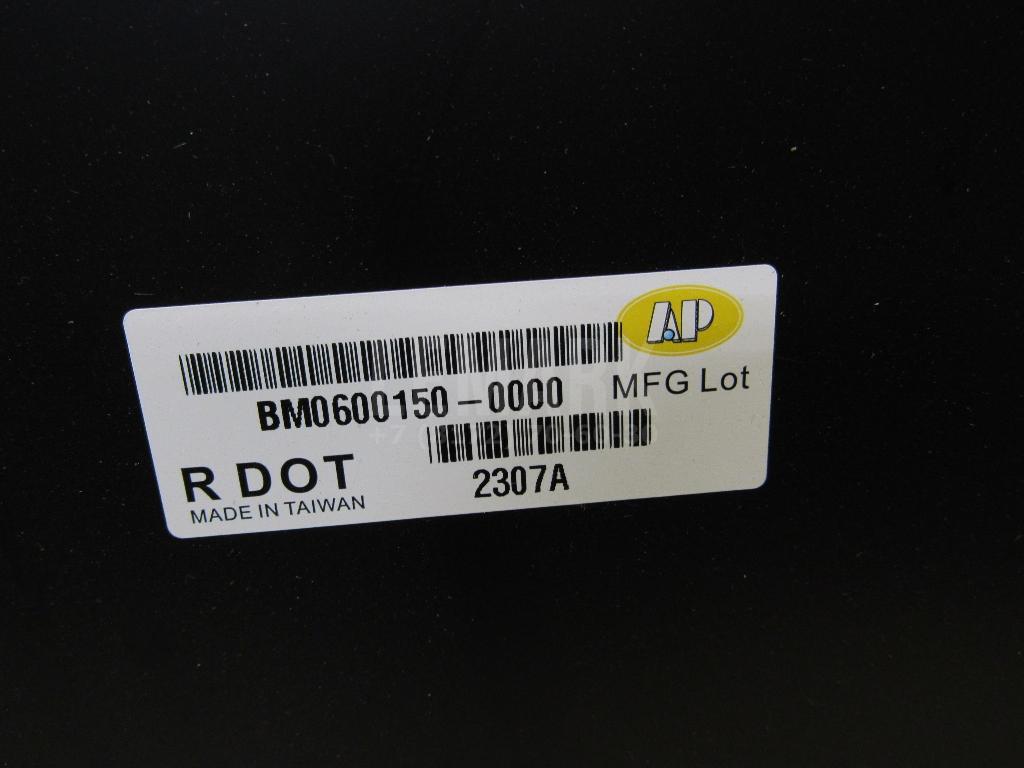 AP
BM0600150-0000
MFG Lot
R DOT
2307A
MADE IN TAIWAN